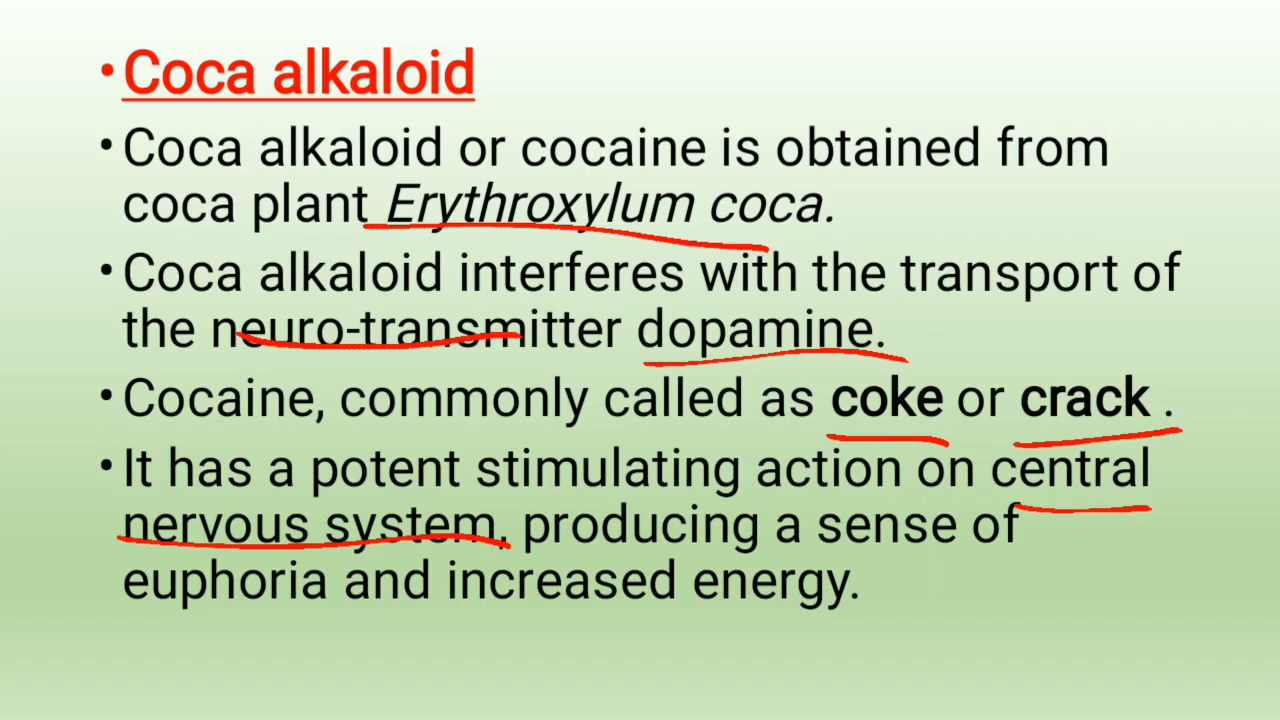 •Coca alkaloid
•Coca alkaloid or cocaine is obtained from
coca plant Erythroxylum coca.
•Coca alkaloid interferes with the transport of
the neuro-transmitter dopamine.
•Cocaine, commonly called as coke or crack .
•It has a potent stimulating action on central
nervous system, producing a sense of
euphoria and increased energy.